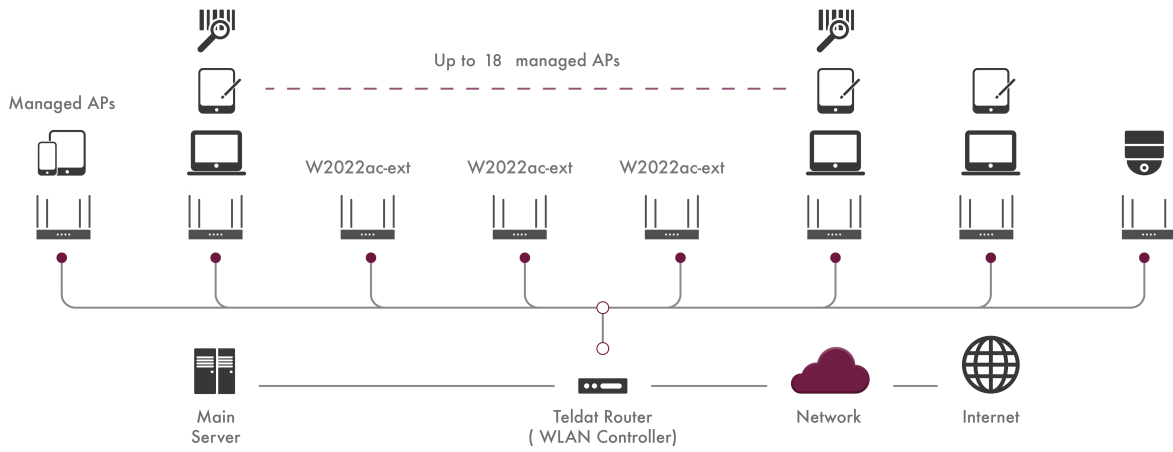 Up to 18 managed APs
Managed APs
W2022ac-ext
W2022ac-ext
W2022ac-ext
Main
Server
Teldat Router
( WLAN Controller)
Network
Internet